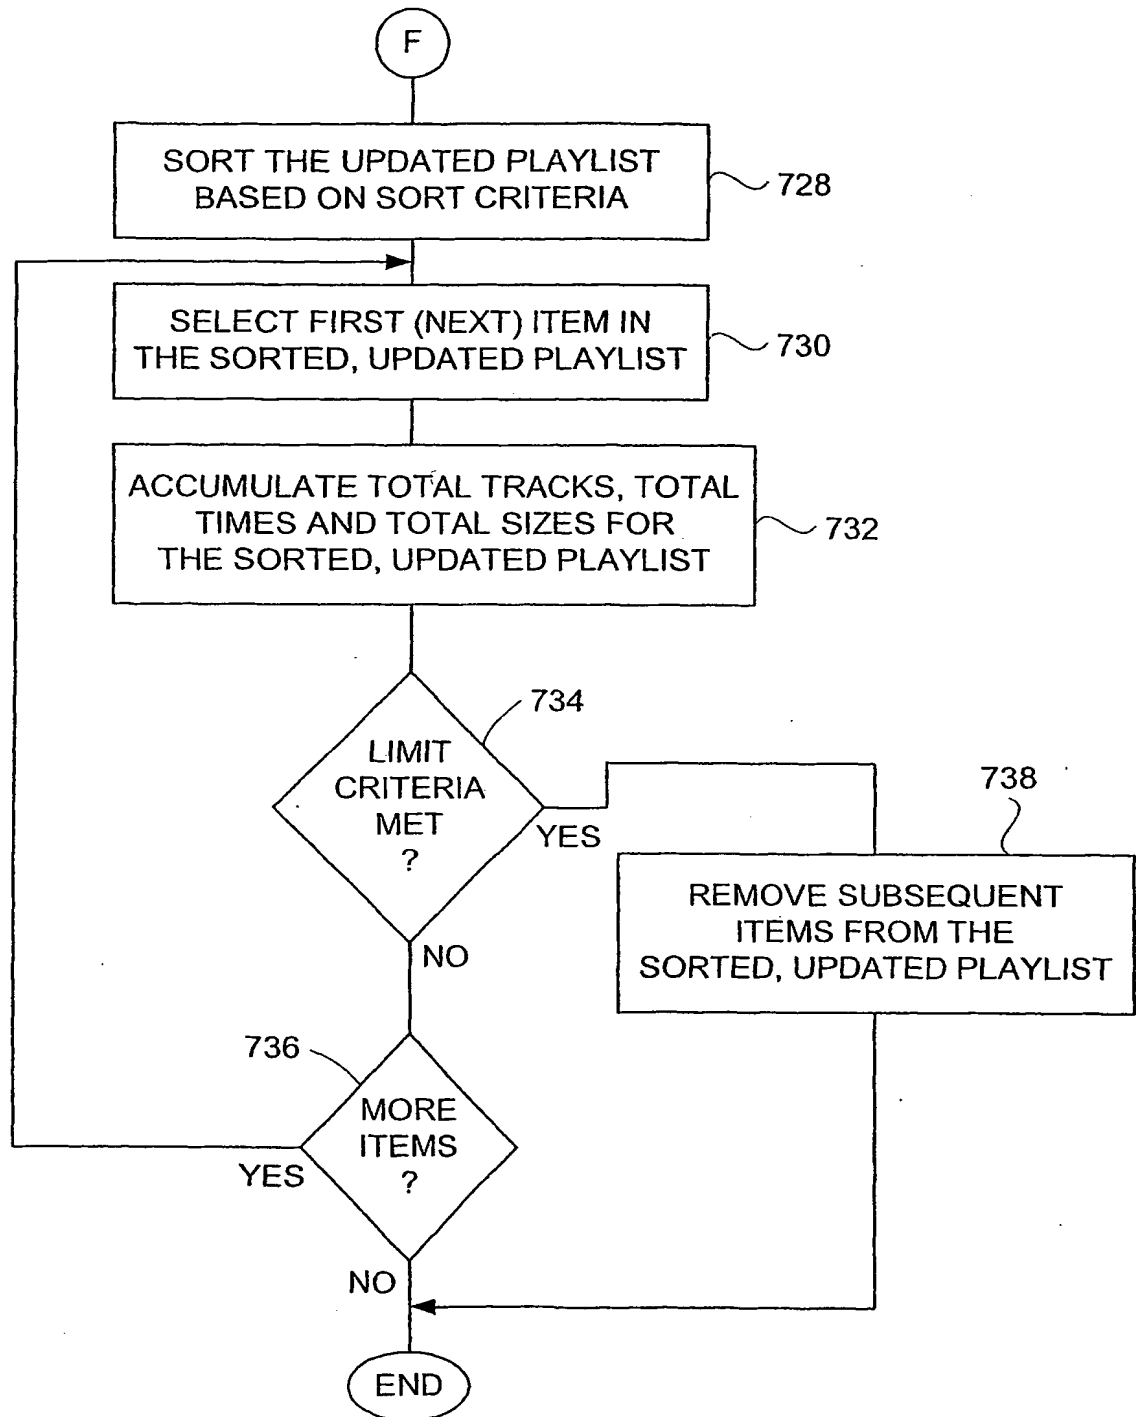 F
SORT THE UPDATED PLAYLIST
BASED ON SORT CRITERIA
728
SELECT FIRST (NEXT) ITEM IN
THE SORTED, UPDATED PLAYLIST
730
ACCUMULATE TOTAL TRACKS, TOTAL
TIMES AND TOTAL SIZES FOR
THE SORTED, UPDATED PLAYLIST
732
734
LIMIT
CRITERIA
MET
?
YES
NO
738
REMOVE SUBSEQUENT
ITEMS FROM THE
SORTED, UPDATED PLAYLIST
736
MORE
ITEMS
?
YES
NO
END